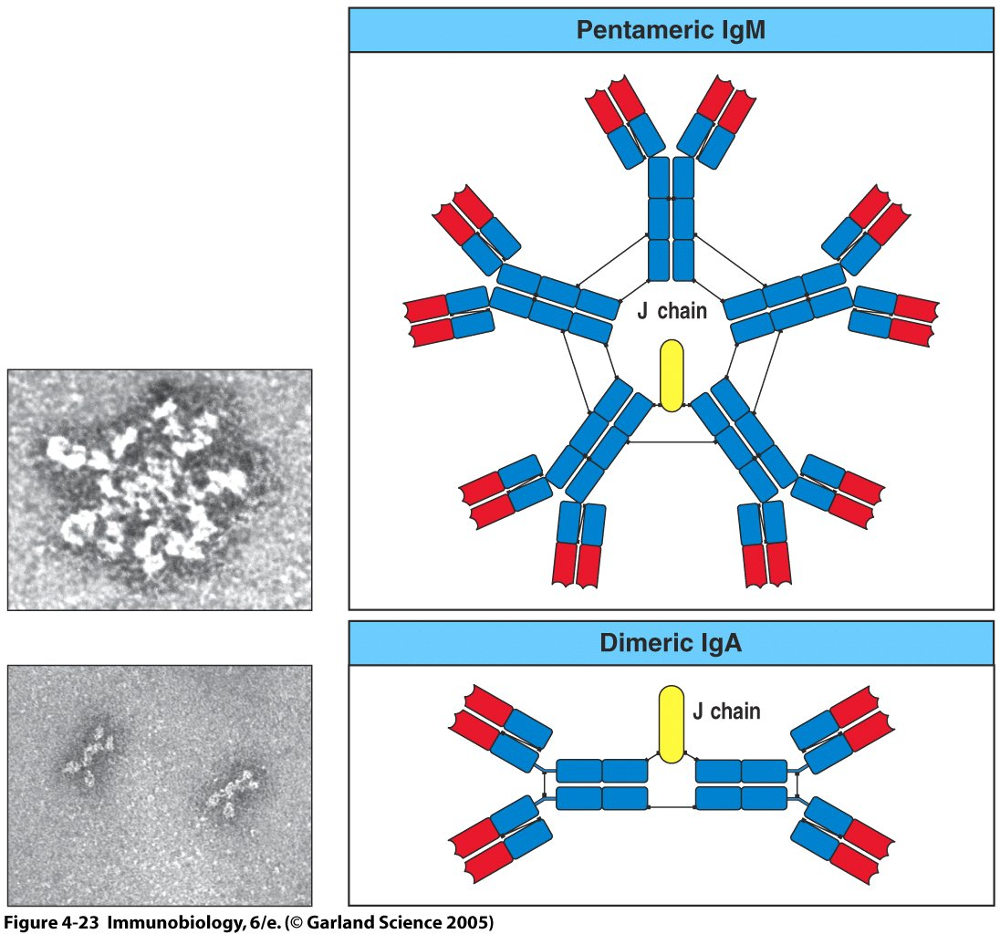 Pentameric IgM
J chain
Dimeric IgA
J chain
Figure 4-23 Immunobiology, 6/e. (© Garland Science 2005)